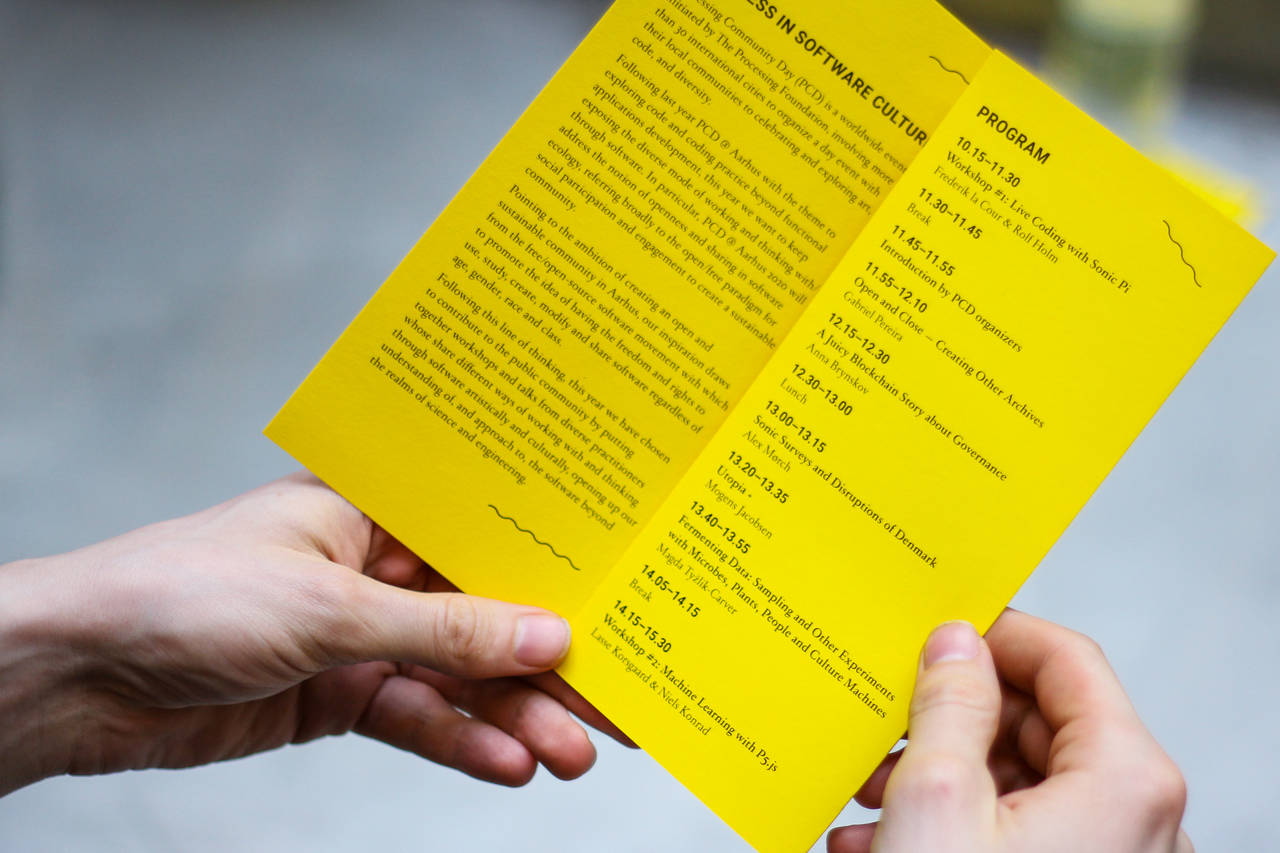 ESS IN SOFTWARE CULTUR
essing Community Day (PCD) is a worldwide event
initiated by The Processing Foundation, involving more
than 30 international cities to organize a day event with
their local communities to celebrating and exploring art,
code, and diversity.
Following last year PCD @ Aarhus with the theme to
exploring code and coding practice beyond functional
applications development, this year we want to keep
exposing the diverse mode of working and thinking with
through software. In particular, PCD @ Aarhus 2020 will
address the notion of openness and sharing in software
ecology, referring broadly to the open/free paradigm for
social participation and engagement to create a sustainable
community.
Pointing to the ambition of creating an open and
sustainable community in Aarhus, our inspiration draws
from the free/open-source software movement with which
to promote the idea of having the freedom and rights to
use, study, create, modify and share software regardless of
age, gender, race and class.
Following this line of thinking, this year we have chosen
to contribute to the public community by putting
together workshops and talks from diverse practitioners
whose share different ways of working with and thinking
through software artistically and culturally, opening up our
understanding of, and approach to, the software beyond
the realms of science and engineering.
PROGRAM
10.15–11.30
Workshop #1: Live Coding with Sonic Pi
Frederik la Cour & Rolf Holm
11.30–11.45
Break
11.45–11.55
Introduction by PCD organizers
11.55–12.10
Open and Close – Creating Other Archives
Gabriel Pereira
12.15–12.30
A Juicy Blockchain Story about Governance
Anna Brynskov
12.30–13.00
Lunch
13.00–13.15
Sonic Surveys and Disruptions of Denmark
Alex Mørch
13.20–13.35
Utopia +
Mogens Jacobsen
13.40–13.55
Fermenting Data: Sampling and Other Experiments
with Microbes, Plants, People and Culture Machines
Magda Tyżlik-Carver
14.05–14.15
Break
14.15–15.30
Workshop #2: Machine Learning with P5.js
Lasse Korsgaard & Niels Konrad